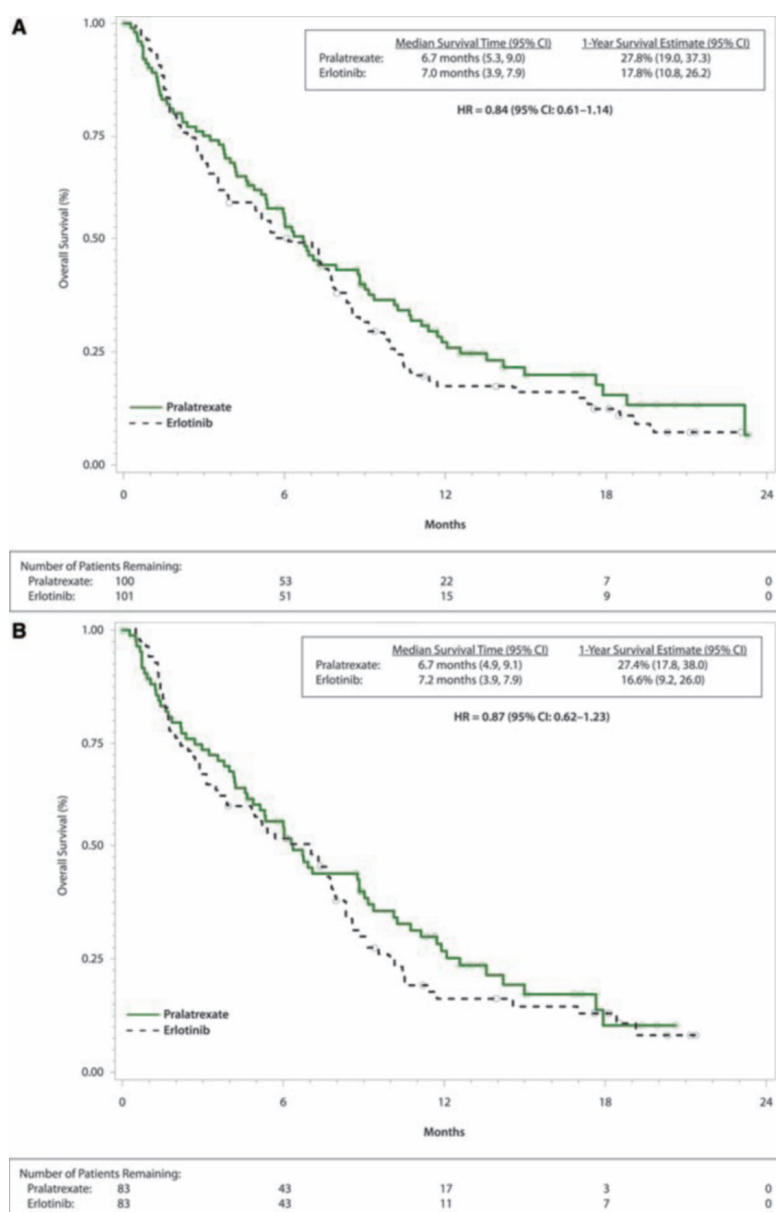 A
Median Survival Time (95% CI) 1-Year Survival Estimate
Pralatrexate: 6.7 months (5.3, 9.0) 27.8% (19.0, 37.3)
Erlotinib: 7.0 months (3.9, 7.9) 17.8% (10.8, 26.2)
HR = 0.84 (95% CI: 0.61–1.14)
Overall Survival (%)
1.00
0.75
0.50
0.25
0.00
Pralatrexate
Erlotinib
0 6 12 18 24
Months
Number of Patients Remaining:
Pralatrexate: 100 53 22 7 0
Erlotinib: 101 51 15 9 0
B
Median Survival Time (95% CI) 1-Year Survival Estimate
Pralatrexate: 6.7 months (4.9, 9.1) 27.4% (17.8, 38.0)
Erlotinib: 7.2 months (3.9, 7.9) 16.6% (9.2, 26.0)
HR = 0.87 (95% CI: 0.62–1.23)
Overall Survival (%)
1.00
0.75
0.50
0.25
0.00
Pralatrexate
Erlotinib
0 6 12 18 24
Months
Number of Patients Remaining:
Pralatrexate: 83 43 17 3 0
Erlotinib: 83 43 11 7 0